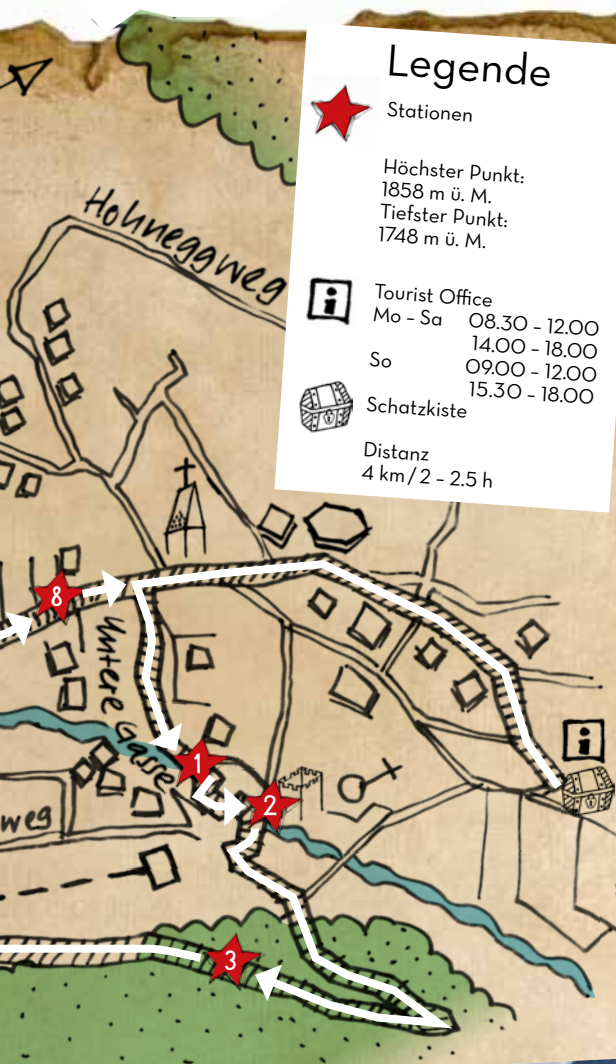 Legende
Stationen
Höchster Punkt:
1858 m ü. M.
Tiefster Punkt:
1748 m ü. M.
i
Tourist Office
Mo – Sa 08.30 – 12.00
14.00 – 18.00
So 09.00 – 12.00
15.30 – 18.00
Schatzkiste
Distanz
4 km / 2 – 2.5 h
Hohneggweg
8
Untere Gasse
1
i
2
weg
3